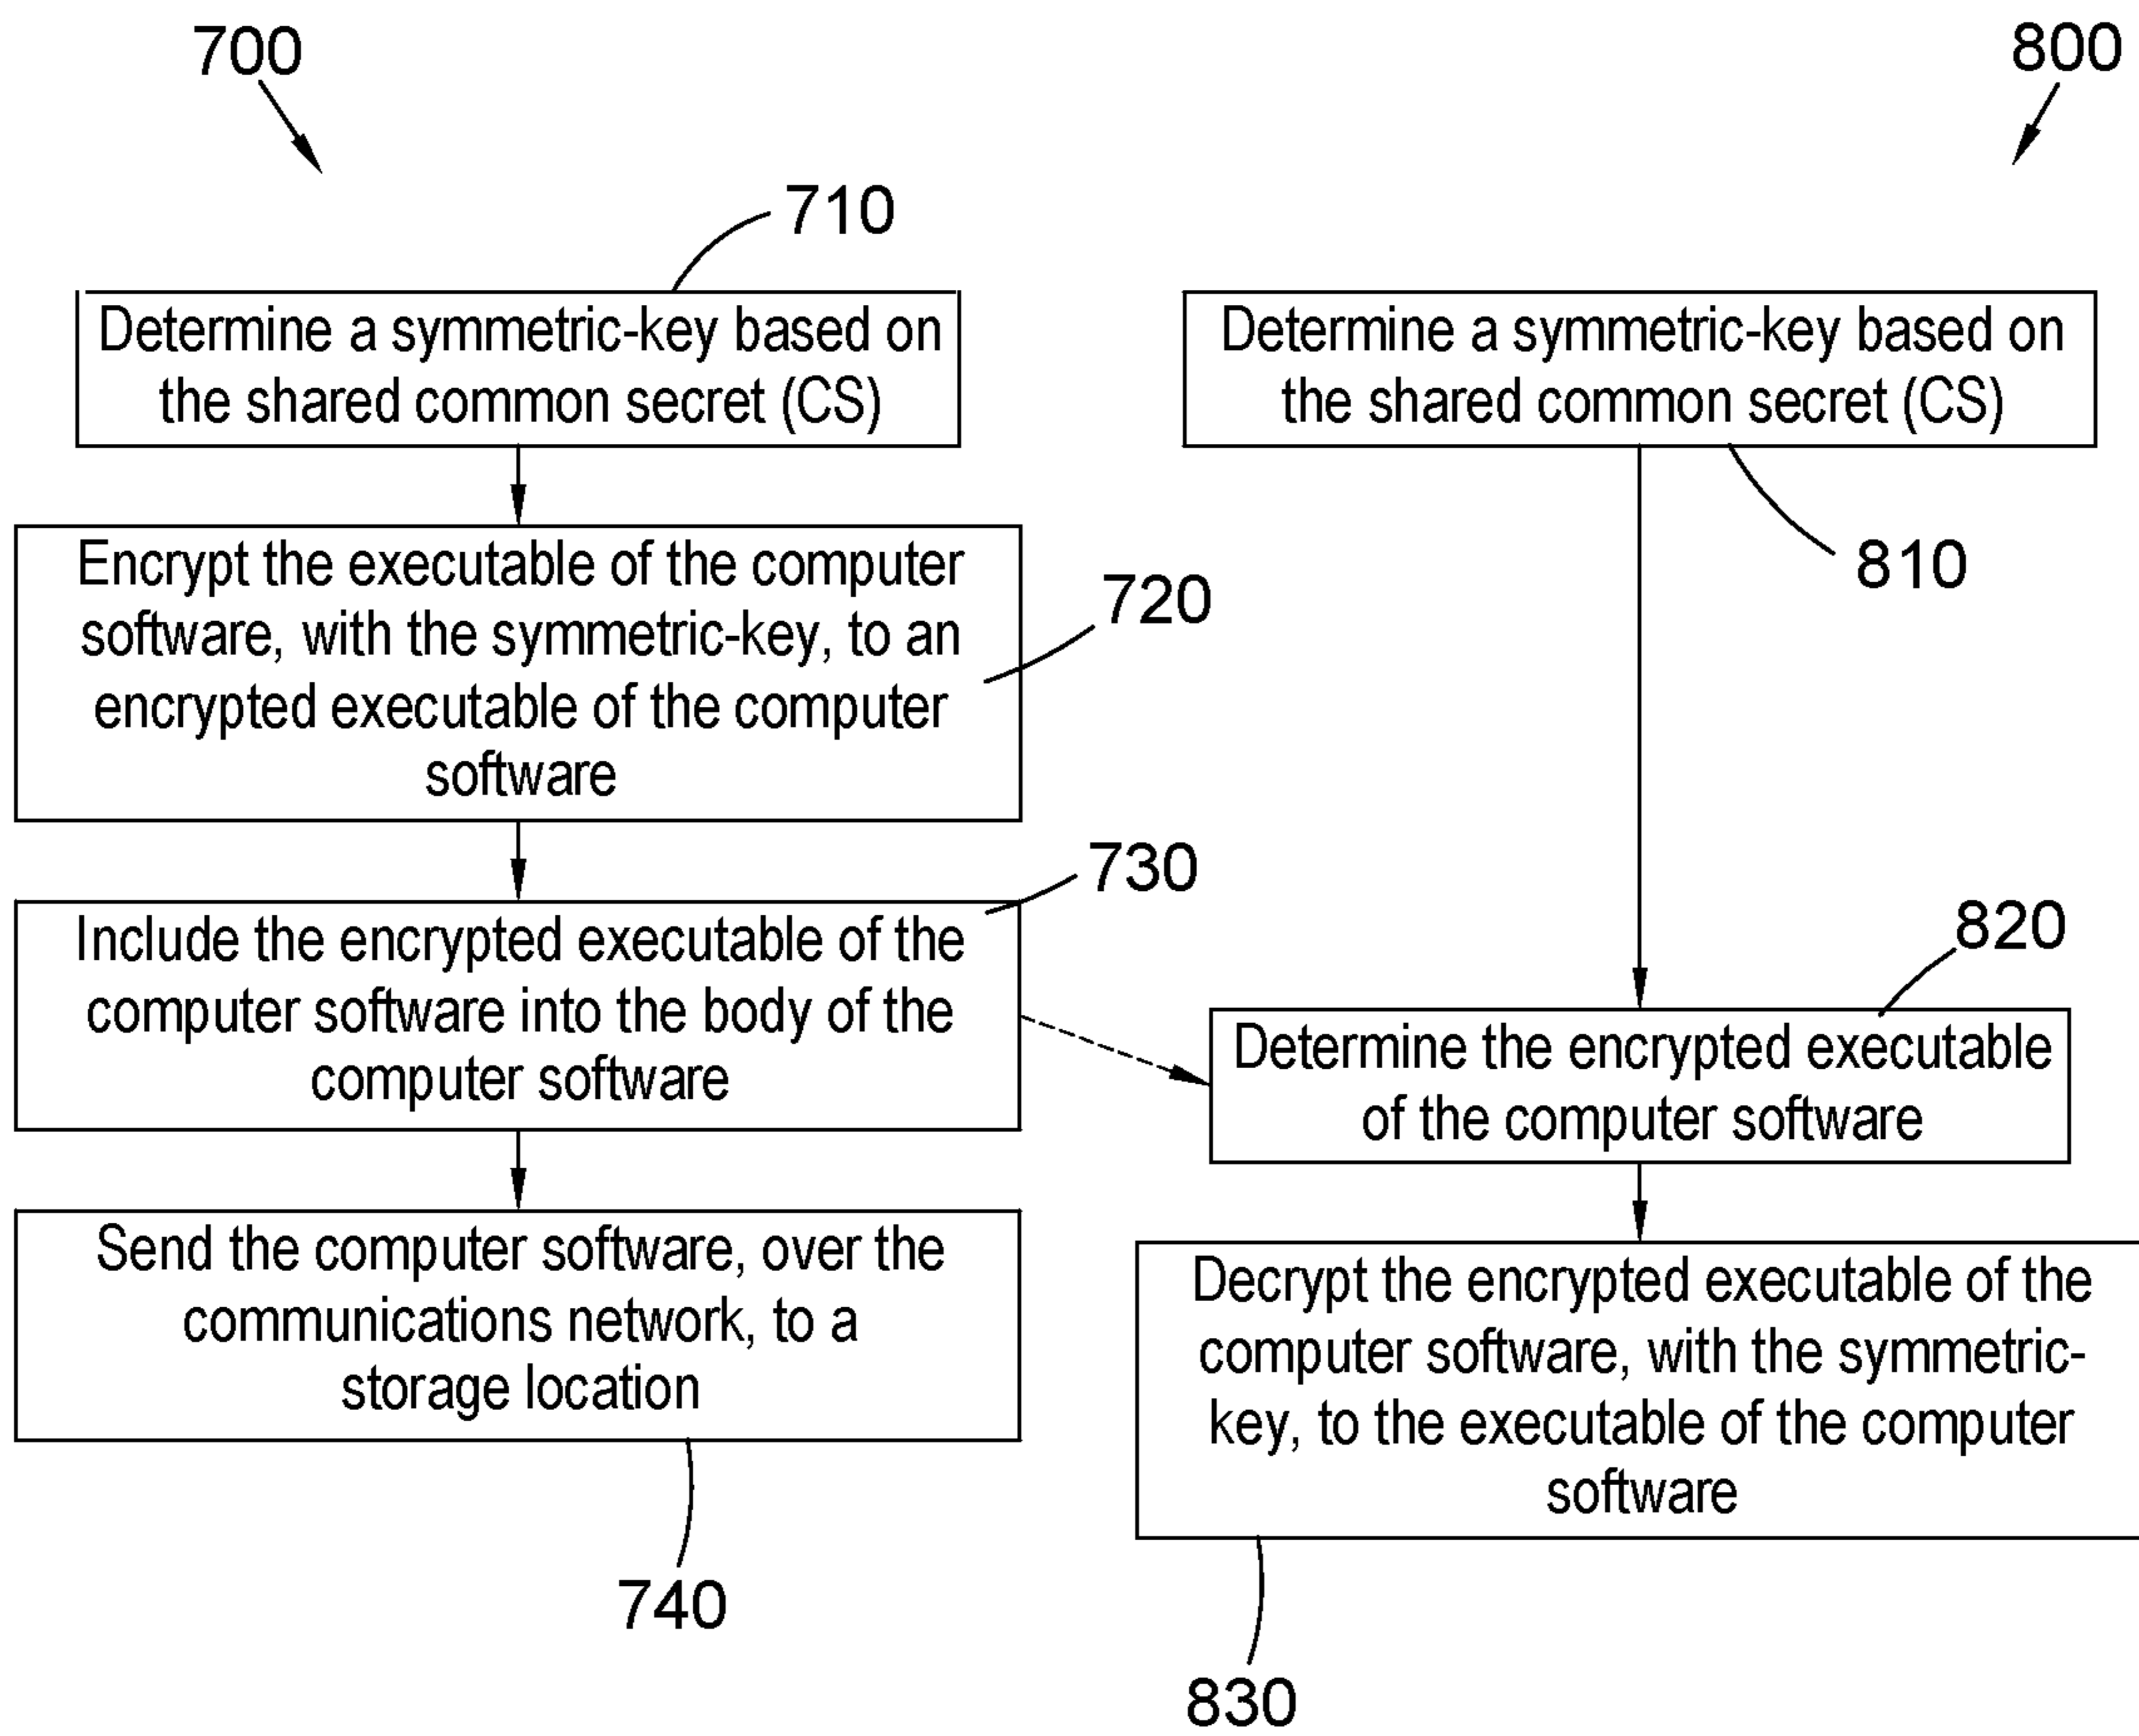 700
800
710
Determine a symmetric-key based on
the shared common secret (CS)
Determine a symmetric-key based on
the shared common secret (CS)
810
Encrypt the executable of the computer
software, with the symmetric-key, to an
encrypted executable of the computer
software
720
730
Include the encrypted executable of the
computer software into the body of the
computer software
820
Determine the encrypted executable
of the computer software
Send the computer software, over the
communications network, to a
storage location
740
Decrypt the encrypted executable of the
computer software, with the symmetric-
key, to the executable of the computer
software
830